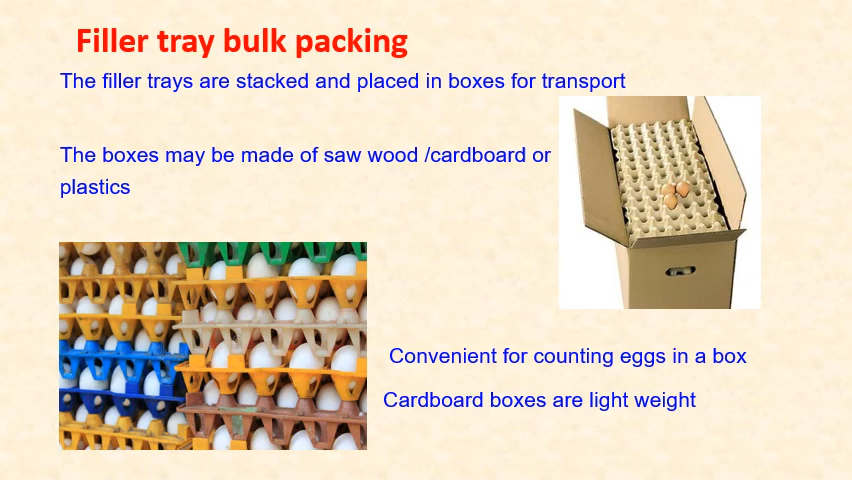 Filler tray bulk packing
The filler trays are stacked and placed in boxes for transport
The boxes may be made of saw wood /cardboard or
plastics
Convenient for counting eggs in a box
Cardboard boxes are light weight